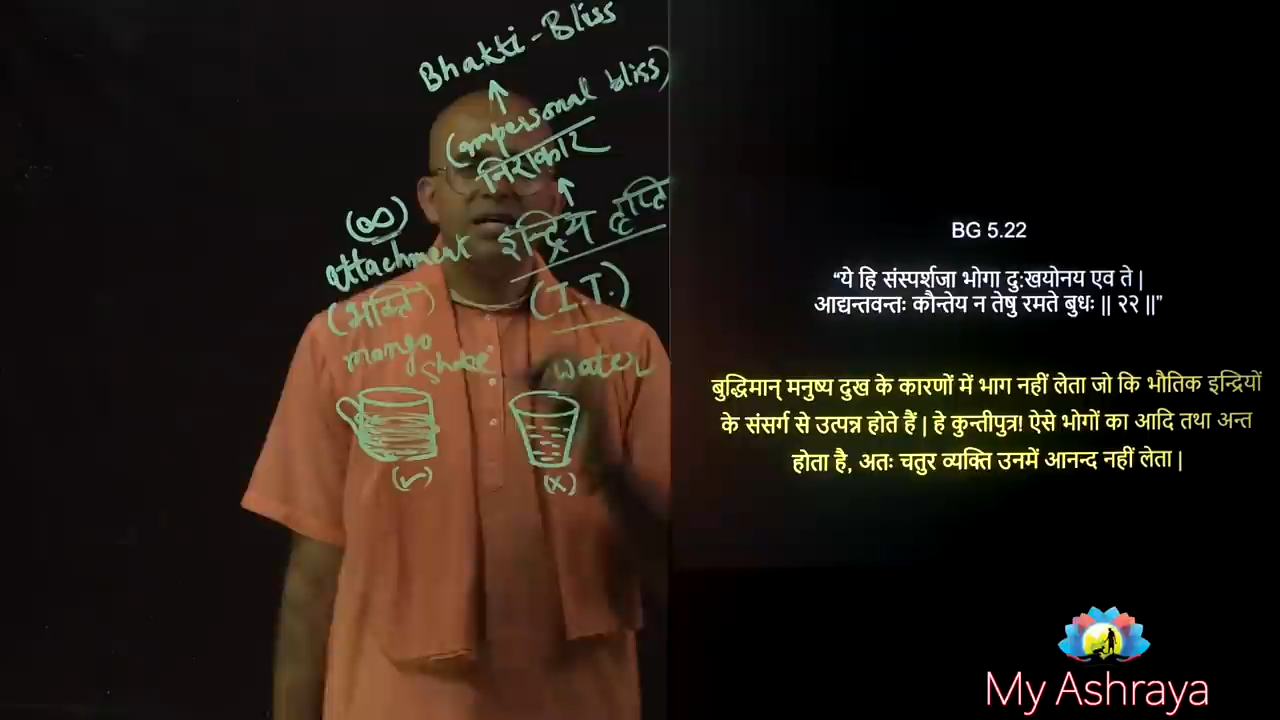 Bhakti-Bliss
↑
(impersonal bliss)
निराकार
↑
(∞)
attachment इन्द्रिय तृप्ति
(भक्ति) (I.T.)
mango shake water
(✓) (x)
BG 5.22
“ये हि संस्पर्शजा भोगा दुःखयोनय एव ते |
आद्यन्तवन्तः कौन्तेय न तेषु रमते बुधः || २२ ||”
बुद्धिमान् मनुष्य दुख के कारणों में भाग नहीं लेता जो कि भौतिक इन्द्रियों
के संसर्ग से उत्पन्न होते हैं | हे कुन्तीपुत्र! ऐसे भोगों का आदि तथा अन्त
होता है, अतः चतुर व्यक्ति उनमें आनन्द नहीं लेता |
My Ashraya